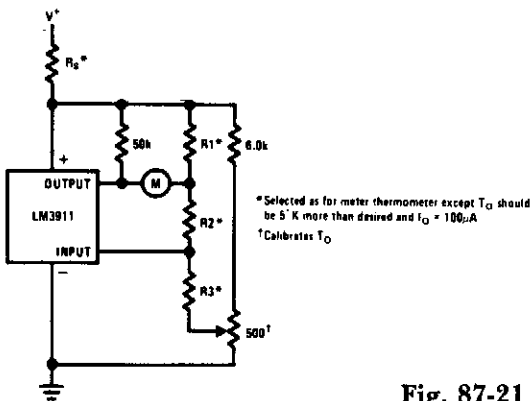 V+
Rs*
50k
R1*
6.0k
+
OUTPUT
M
LM3911
R2*
INPUT
−
R3*
500†
*Selected as for meter thermometer except TO should
be 5°K more than desired and IQ = 100μA
†Calibrates TO
Fig. 87-21